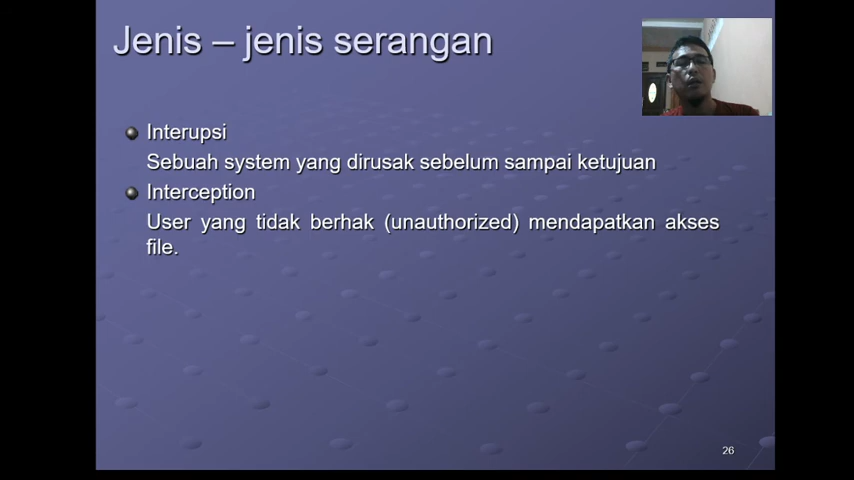 Jenis – jenis serangan
Interupsi
Sebuah system yang dirusak sebelum sampai ketujuan
Interception
User yang tidak berhak (unauthorized) mendapatkan akses
file.
26